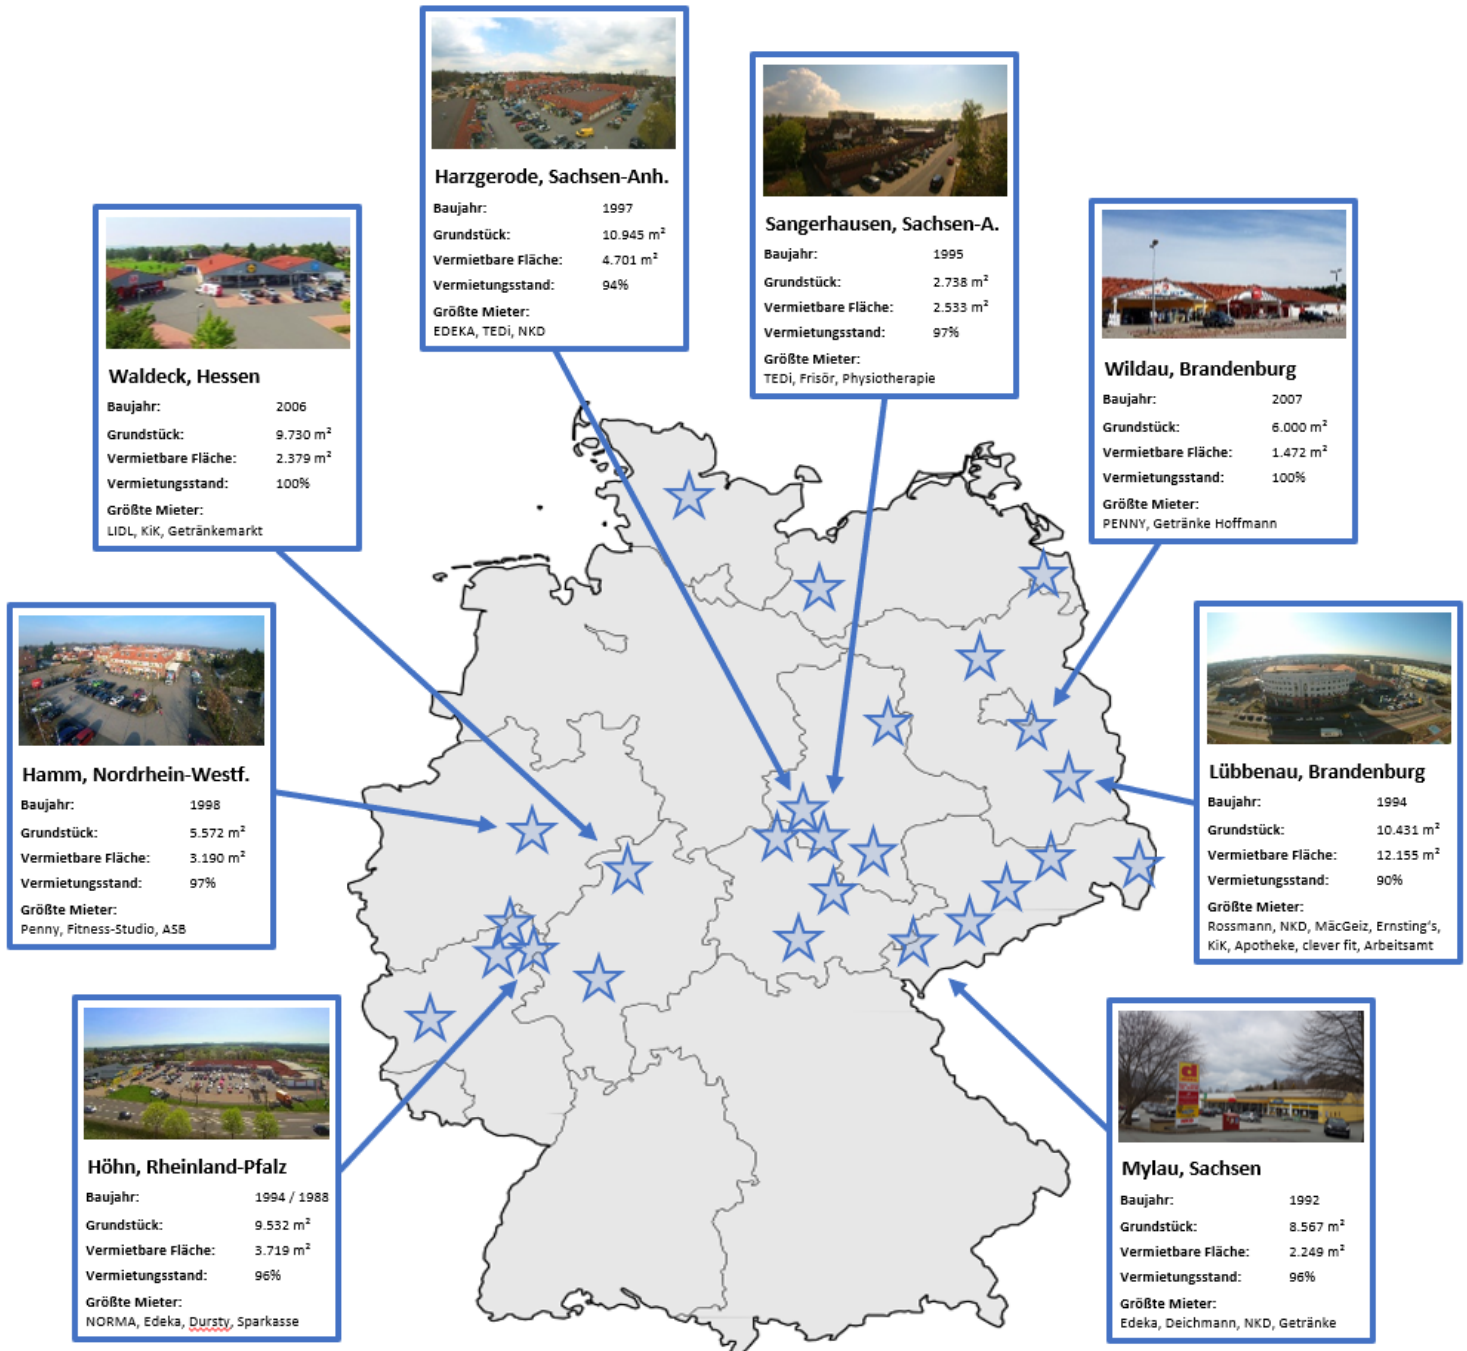 Harzgerode, Sachsen-Anh.
Baujahr: 1997
Grundstück: 10.945 m²
Vermietbare Fläche: 4.701 m²
Vermietungsstand: 94%
Größte Mieter:
EDEKA, TEDi, NKD
Sangerhausen, Sachsen-A.
Baujahr: 1995
Grundstück: 2.738 m²
Vermietbare Fläche: 2.533 m²
Vermietungsstand: 97%
Größte Mieter:
TEDi, Frisör, Physiotherapie
Waldeck, Hessen
Baujahr: 2006
Grundstück: 9.730 m²
Vermietbare Fläche: 2.379 m²
Vermietungsstand: 100%
Größte Mieter:
LIDL, KiK, Getränkemarkt
Wildau, Brandenburg
Baujahr: 2007
Grundstück: 6.000 m²
Vermietbare Fläche: 1.472 m²
Vermietungsstand: 100%
Größte Mieter:
PENNY, Getränke Hoffmann
Hamm, Nordrhein-Westf.
Baujahr: 1998
Grundstück: 5.572 m²
Vermietbare Fläche: 3.190 m²
Vermietungsstand: 97%
Größte Mieter:
Penny, Fitness-Studio, ASB
Lübbenau, Brandenburg
Baujahr: 1994
Grundstück: 10.431 m²
Vermietbare Fläche: 12.155 m²
Vermietungsstand: 90%
Größte Mieter:
Rossmann, NKD, MäcGeiz, Ernsting's,
KiK, Apotheke, clever fit, Arbeitsamt
Höhn, Rheinland-Pfalz
Baujahr: 1994 / 1988
Grundstück: 9.532 m²
Vermietbare Fläche: 3.719 m²
Vermietungsstand: 96%
Größte Mieter:
NORMA, Edeka, Dursty, Sparkasse
Mylau, Sachsen
Baujahr: 1992
Grundstück: 8.567 m²
Vermietbare Fläche: 2.249 m²
Vermietungsstand: 96%
Größte Mieter:
Edeka, Deichmann, NKD, Getränke